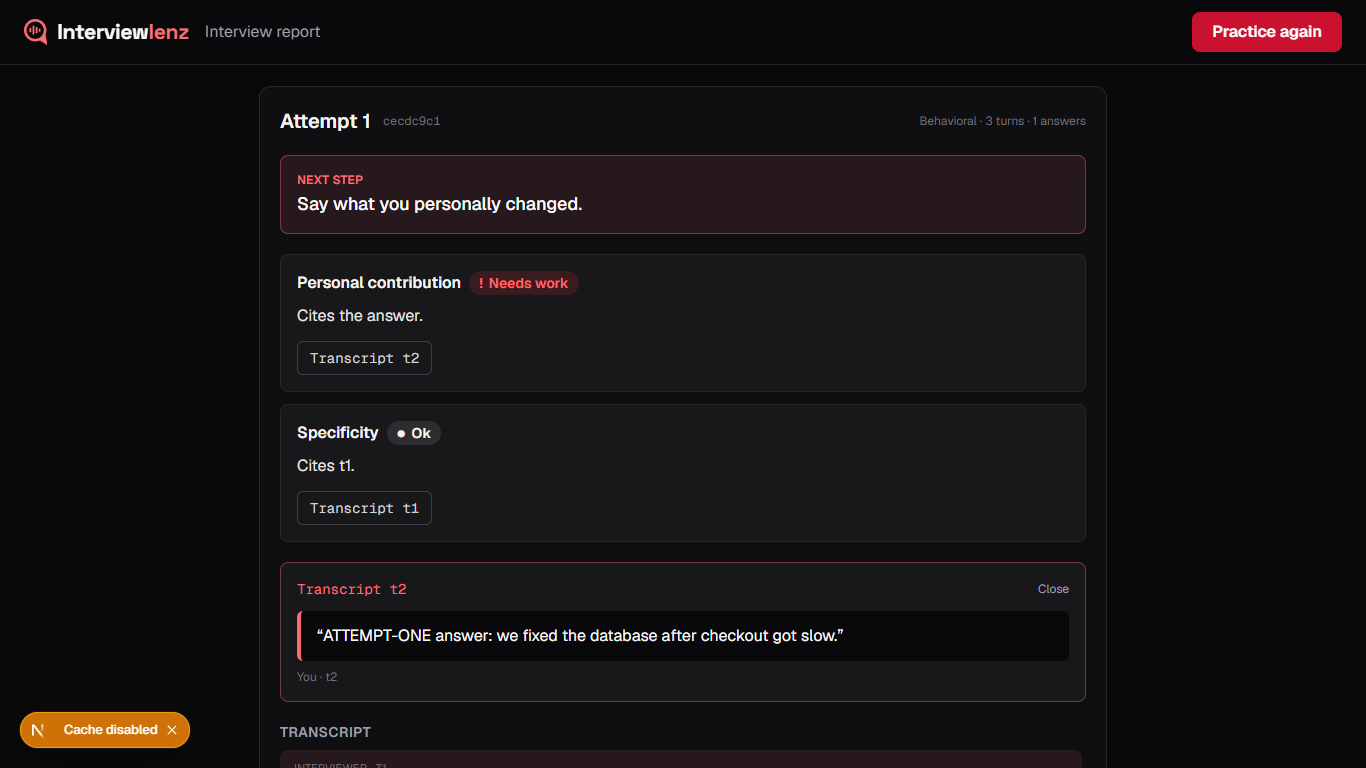 Interviewlenz Interview report Practice again
Attempt 1 cecdc9c1 Behavioral · 3 turns · 1 answers
NEXT STEP
Say what you personally changed.
Personal contribution ! Needs work
Cites the answer.
Transcript t2
Specificity ● Ok
Cites t1.
Transcript t1
Transcript t2 Close
“ATTEMPT-ONE answer: we fixed the database after checkout got slow.”
You · t2
N Cache disabled ×
TRANSCRIPT
INTERVIEWER T1